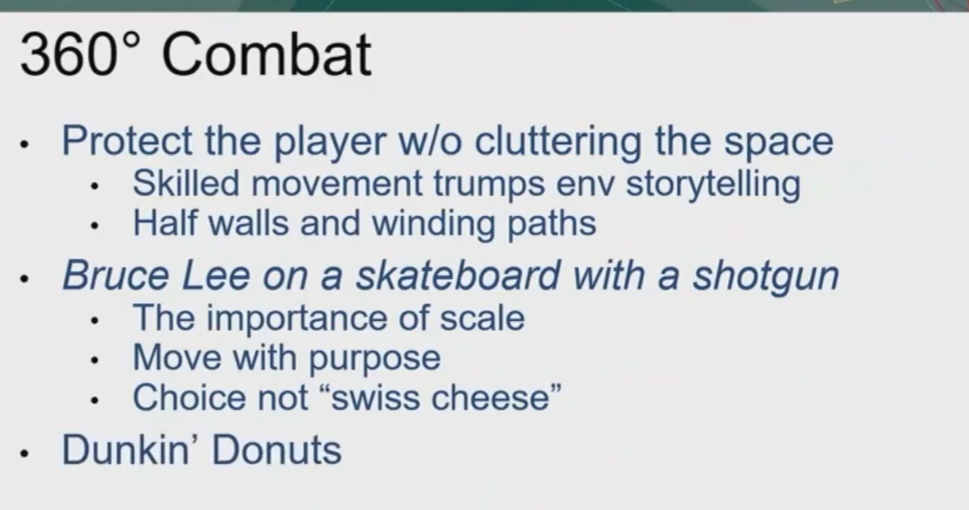 360° Combat
• Protect the player w/o cluttering the space
• Skilled movement trumps env storytelling
• Half walls and winding paths
• Bruce Lee on a skateboard with a shotgun
• The importance of scale
• Move with purpose
• Choice not “swiss cheese”
• Dunkin’ Donuts